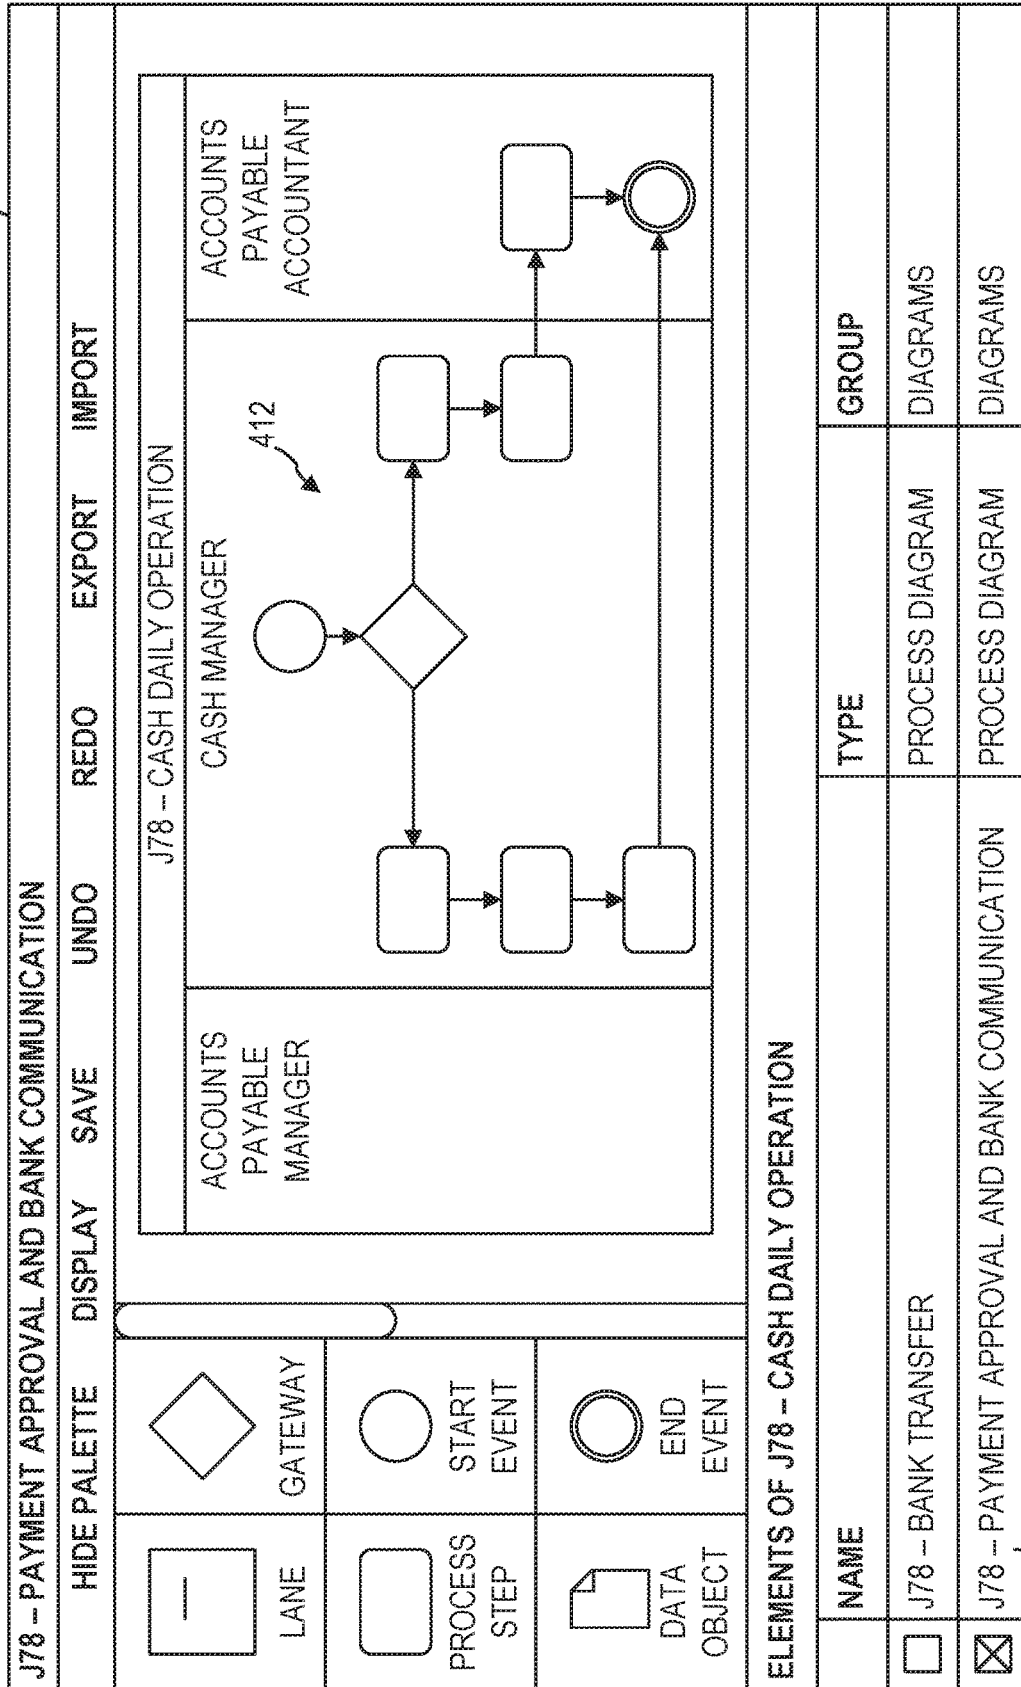 J78 – PAYMENT APPROVAL AND BANK COMMUNICATION
HIDE PALETTE DISPLAY SAVE UNDO REDO EXPORT IMPORT
LANE
GATEWAY
PROCESS
STEP
START
EVENT
DATA
OBJECT
END
EVENT
J78 – CASH DAILY OPERATION
ACCOUNTS
PAYABLE
MANAGER
CASH MANAGER
412
ACCOUNTS
PAYABLE
ACCOUNTANT
ELEMENTS OF J78 – CASH DAILY OPERATION
NAME TYPE GROUP
J78 – BANK TRANSFER PROCESS DIAGRAM DIAGRAMS
J78 – PAYMENT APPROVAL AND BANK COMMUNICATION PROCESS DIAGRAM DIAGRAMS